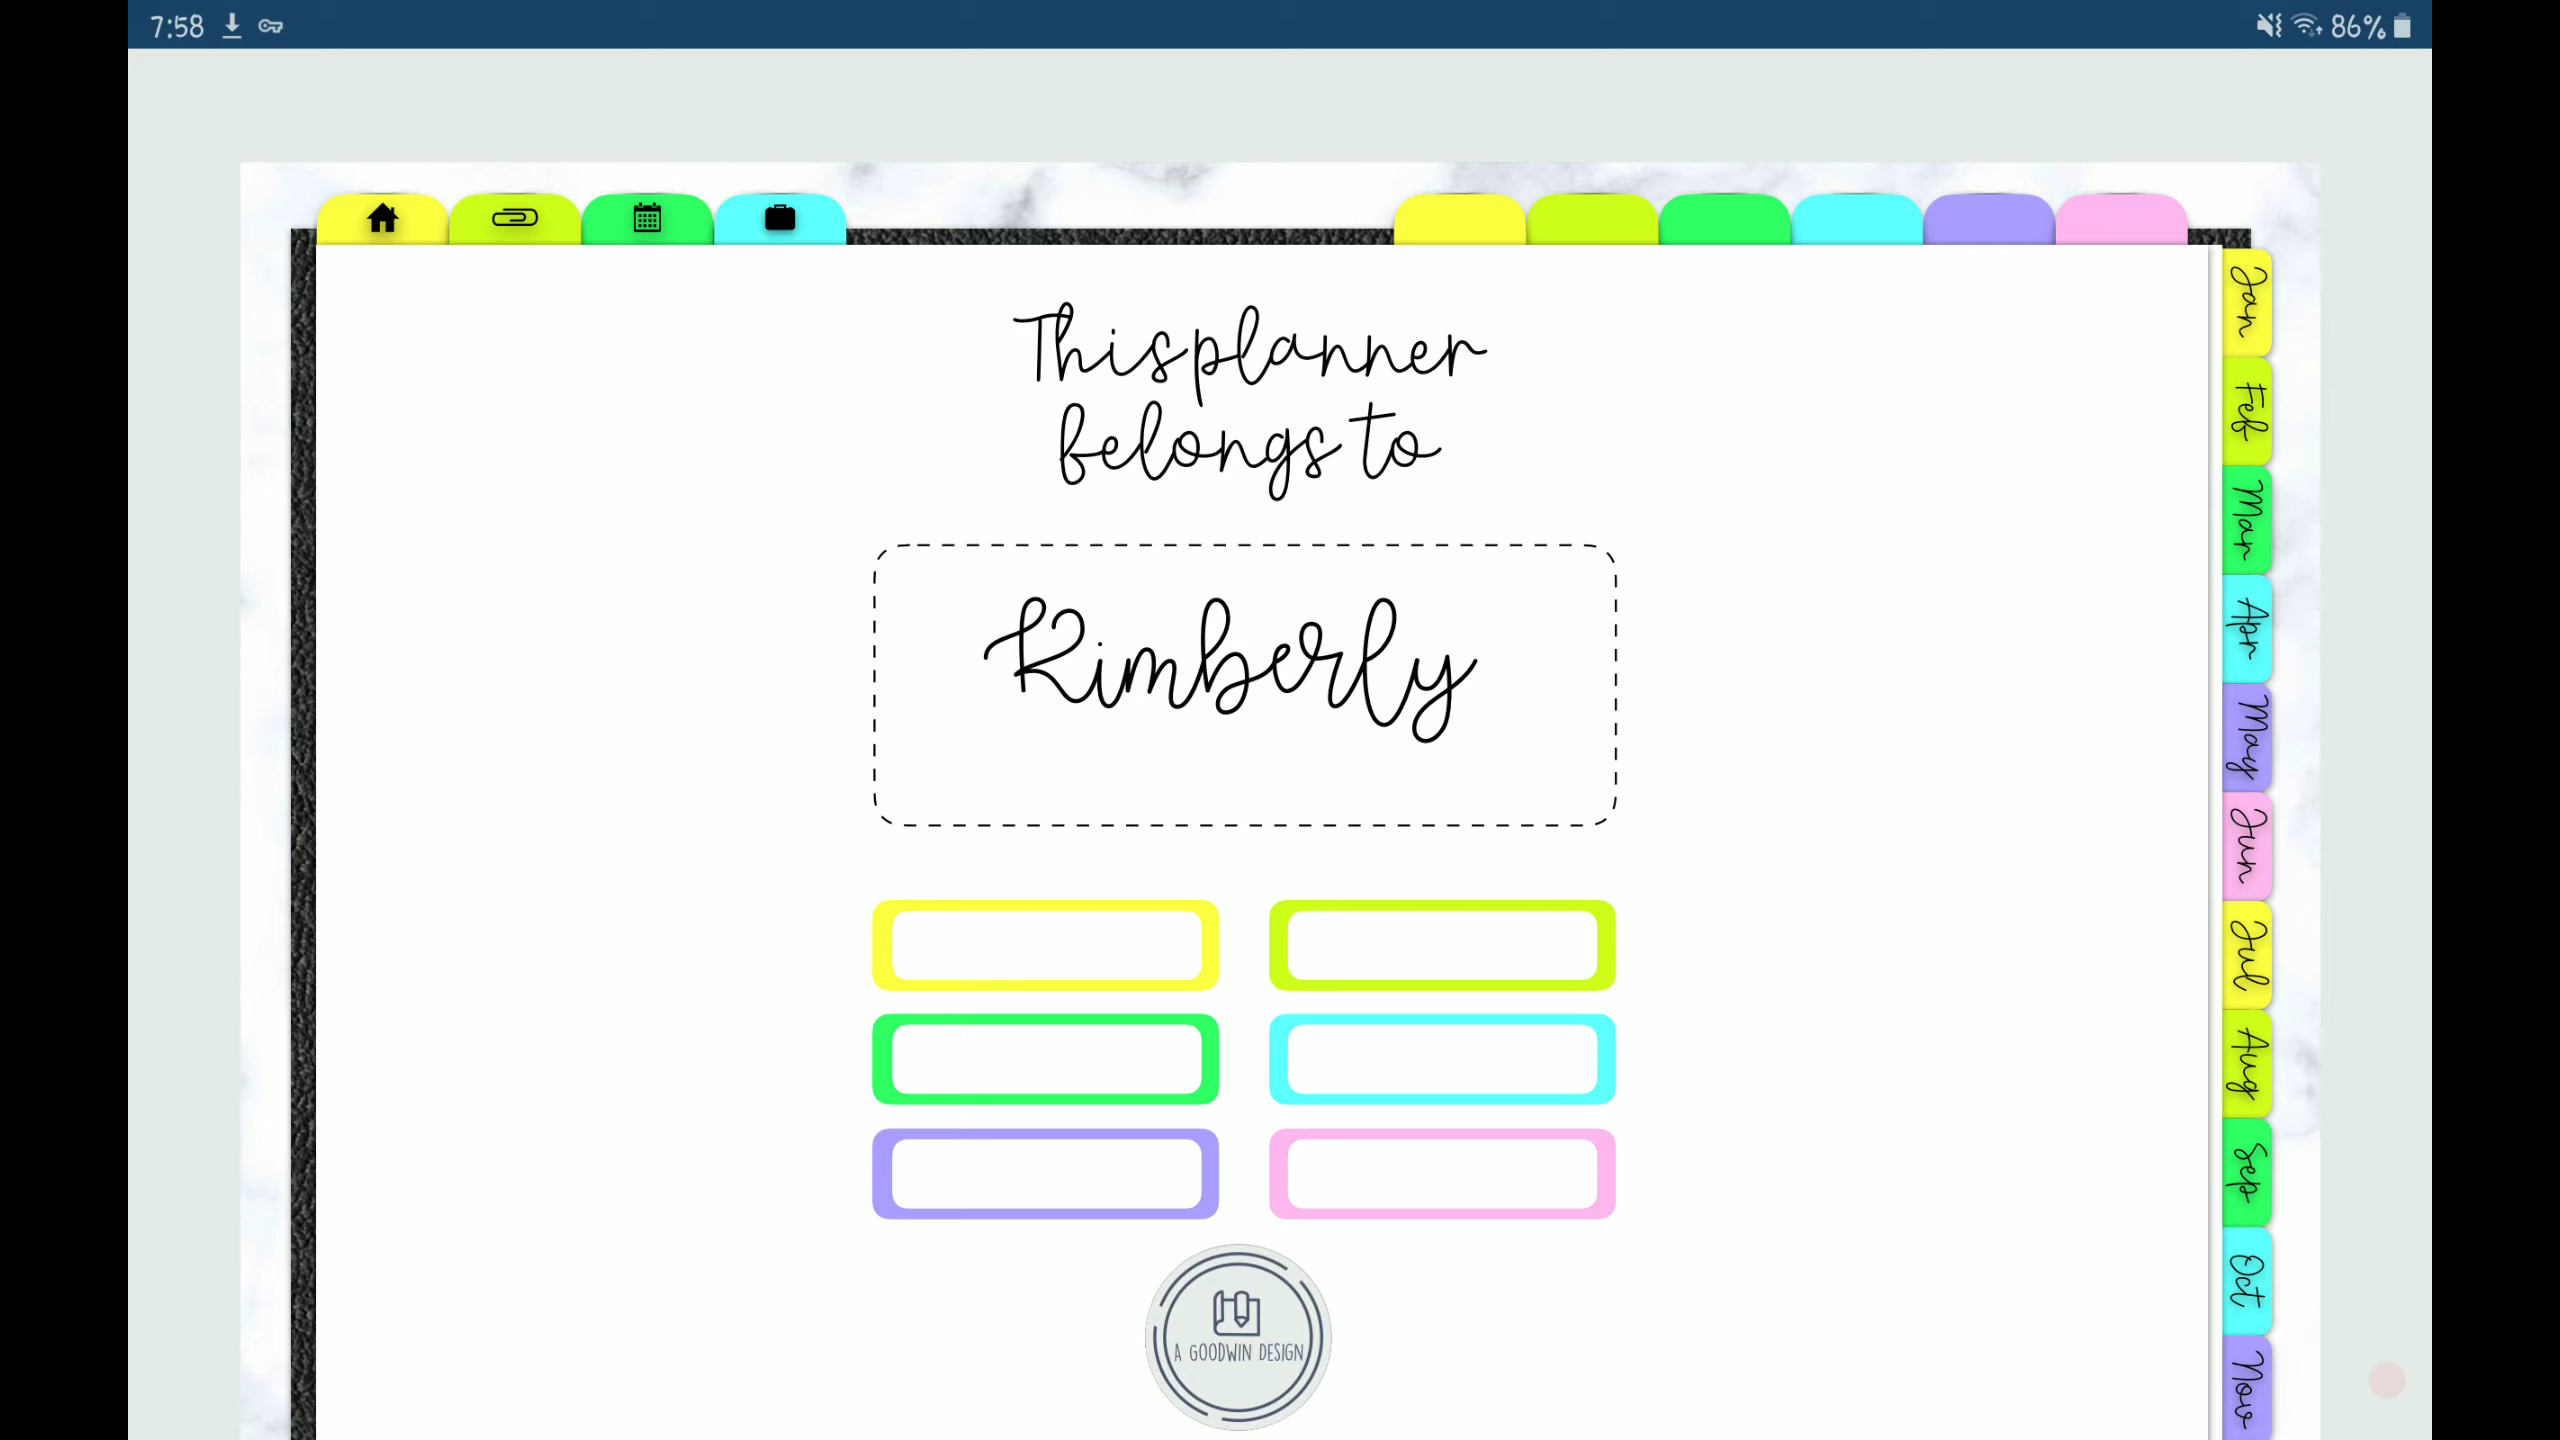 7:58
86%
This planner
belongs to
Kimberly
A GOODWIN DESIGN
Jan
Feb
Mar
Apr
May
Jun
Jul
Aug
Sep
Oct
Nov